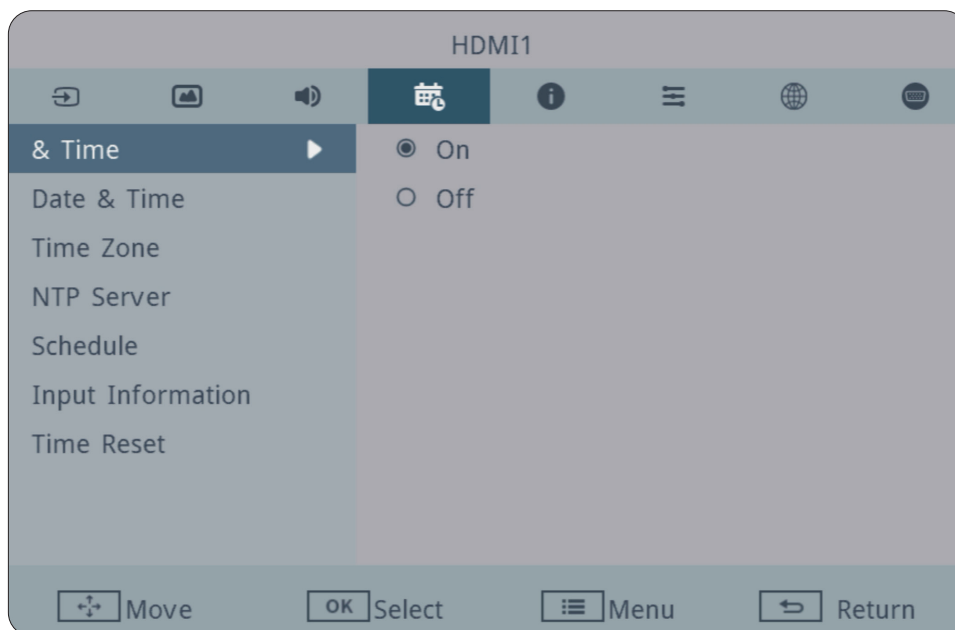 HDMI1
& Time
On
Date & Time
Off
Time Zone
NTP Server
Schedule
Input Information
Time Reset
Move OK Select Menu Return